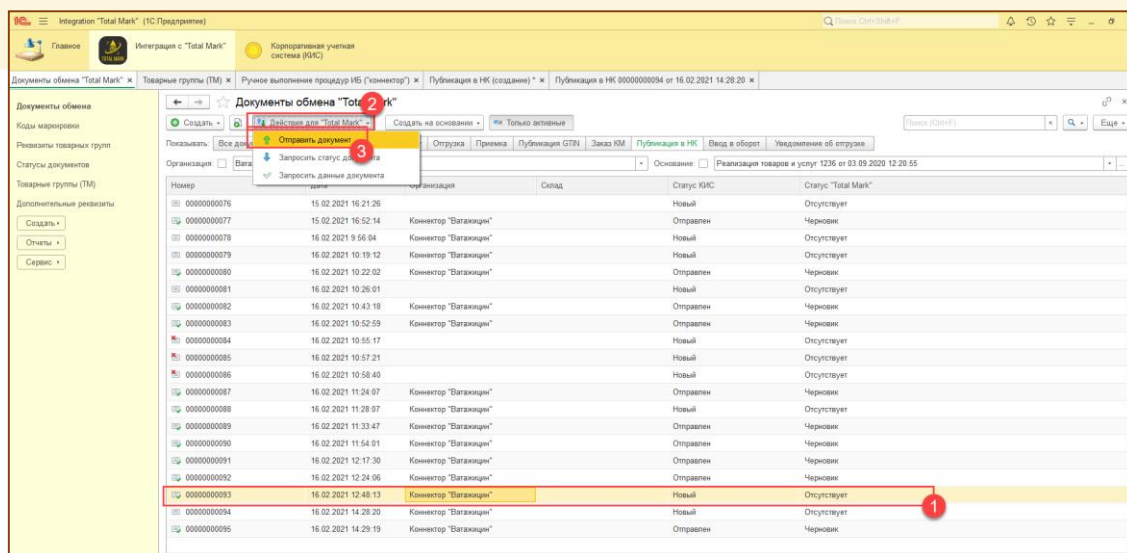 Integration "Total Mark" (1С:Предприятие)
Поиск Ctrl+Shift+F
Главное
TOTAL MARK
Интеграция с "Total Mark"
Корпоративная учетная
система (КИС)
Документы обмена "Total Mark" × Товарные группы (ТМ) × Ручное выполнение процедур ИБ ("коннектор") × Публикация в НК (создание) * × Публикация в НК 00000000094 от 16.02.2021 14:28:20 ×
Документы обмена
Коды маркировки
Реквизиты товарных групп
Статусы документов
Товарные группы (ТМ)
Дополнительные реквизиты
Создать
Отчеты
Сервис
Документы обмена "Total Mark"
2
Создать Действия для "Total Mark" Создать на основании Только активные Поиск (Ctrl+F) × Еще
Отправить документ
3
Запросить статус документа
Запросить данные документа
Показывать: Все Отгрузка Приемка Публикация GTIN Заказ КМ Публикация в НК Ввод в оборот Уведомление об отгрузке
Организация: Основание: Реализация товаров и услуг 1236 от 03.09.2020 12:20:55
Номер Дата Организация Склад Статус КИС Статус "Total Mark"
00000000076 15.02.2021 16:21:26 Новый Отсутствует
00000000077 15.02.2021 16:52:14 Коннектор "Ватажицин" Отправлен Черновик
00000000078 16.02.2021 9:56:04 Коннектор "Ватажицин" Новый Отсутствует
00000000079 16.02.2021 10:19:12 Коннектор "Ватажицин" Новый Отсутствует
00000000080 16.02.2021 10:22:02 Коннектор "Ватажицин" Отправлен Черновик
00000000081 16.02.2021 10:26:01 Новый Отсутствует
00000000082 16.02.2021 10:43:18 Коннектор "Ватажицин" Отправлен Черновик
00000000083 16.02.2021 10:52:59 Коннектор "Ватажицин" Отправлен Черновик
00000000084 16.02.2021 10:55:17 Новый Отсутствует
00000000085 16.02.2021 10:57:21 Новый Отсутствует
00000000086 16.02.2021 10:58:40 Новый Отсутствует
00000000087 16.02.2021 11:24:07 Коннектор "Ватажицин" Отправлен Черновик
00000000088 16.02.2021 11:28:07 Коннектор "Ватажицин" Новый Отсутствует
00000000089 16.02.2021 11:33:47 Коннектор "Ватажицин" Отправлен Черновик
00000000090 16.02.2021 11:54:01 Коннектор "Ватажицин" Отправлен Черновик
00000000091 16.02.2021 12:17:30 Коннектор "Ватажицин" Отправлен Черновик
00000000092 16.02.2021 12:24:06 Коннектор "Ватажицин" Отправлен Черновик
00000000093 16.02.2021 12:48:13 Коннектор "Ватажицин" Новый Отсутствует
1
00000000094 16.02.2021 14:28:20 Коннектор "Ватажицин" Новый Отсутствует
00000000095 16.02.2021 14:29:19 Коннектор "Ватажицин" Отправлен Черновик